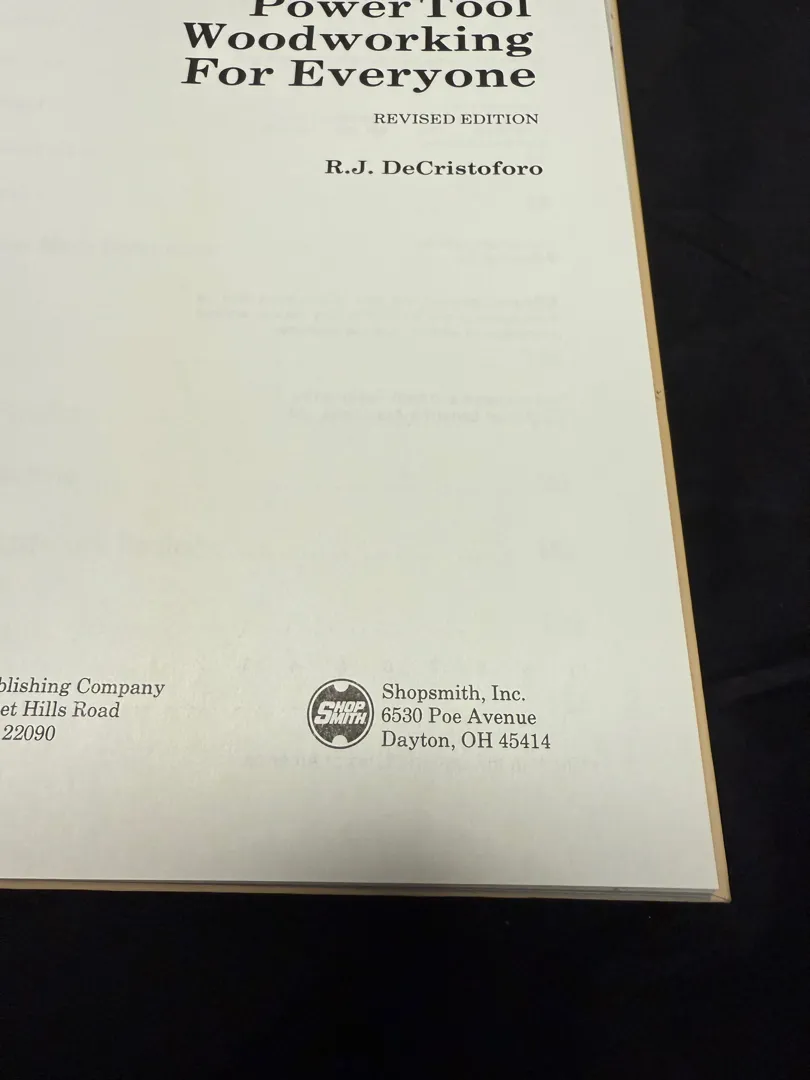 Power Tool
Woodworking
For Everyone
REVISED EDITION
R.J. DeCristoforo
blishing Company
et Hills Road
22090
SHOP
SMITH
Shopsmith, Inc.
6530 Poe Avenue
Dayton, OH 45414